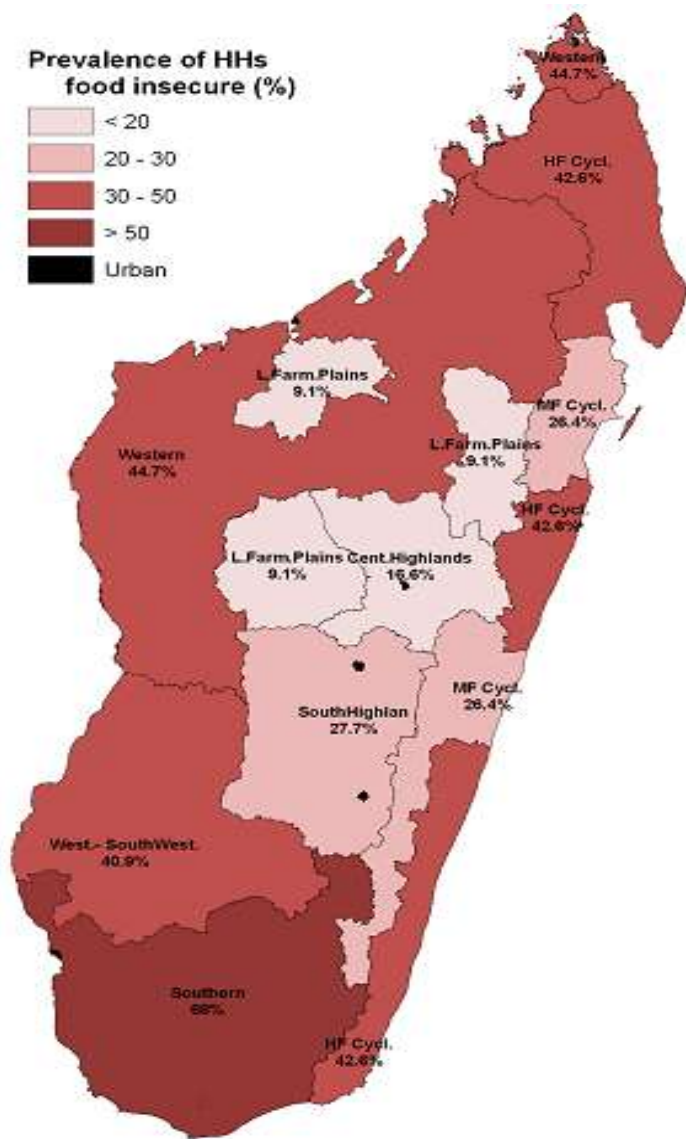 Prevalence of HHs
food insecure (%)
< 20
20 - 30
30 - 50
> 50
Urban
Western
44.7%
HF Cycl.
42.6%
L.Farm.Plains
9.1%
MF Cycl.
26.4%
L.Farm.Plains
9.1%
Western
44.7%
HF Cycl.
42.6%
L.Farm.Plains
9.1%
Cent.Highlands
16.6%
MF Cycl.
26.4%
SouthHighlan
27.7%
West.- SouthWest.
40.9%
Southern
68%
HF Cycl.
42.6%